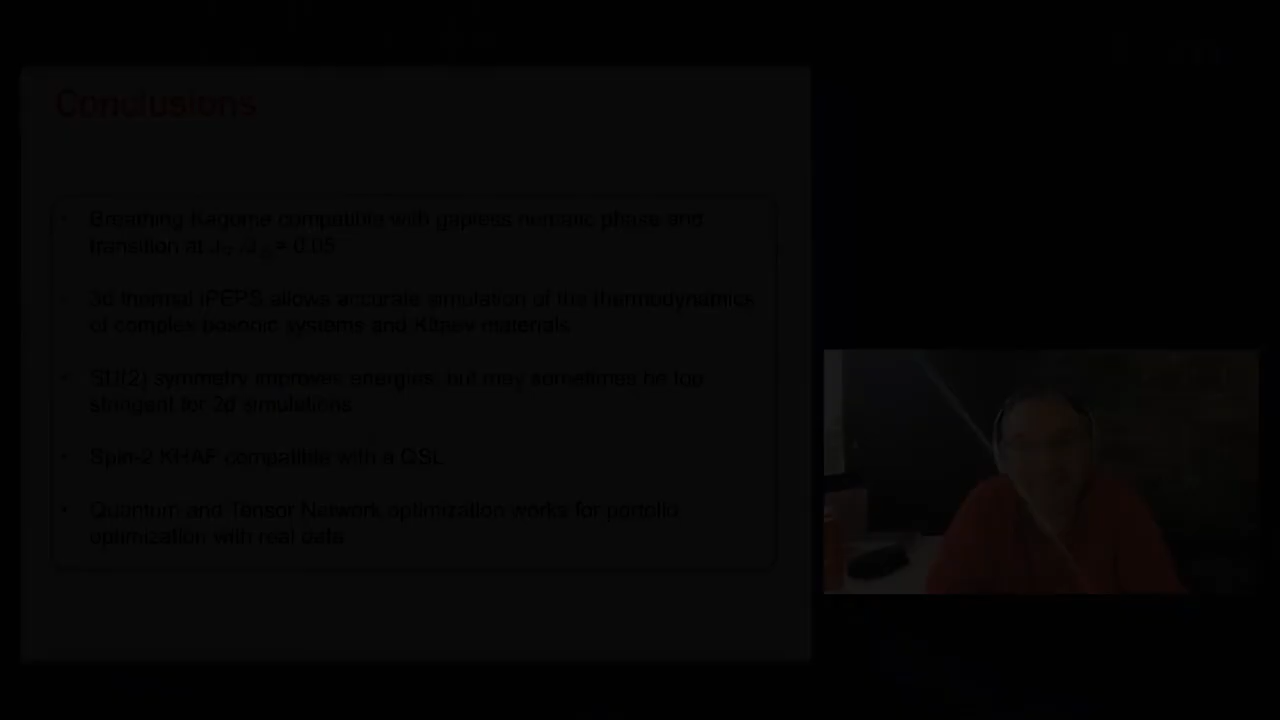 Conclusions
• Breathing Kagome compatible with gapless nematic phase and
transition at = 0.05
• 3d thermal iPEPS allows accurate simulation of the thermodynamics
of complex bosonic systems and Kitaev materials
• SU(2) symmetry improves energies, but may sometimes be too
stringent for 2d simulations
• Spin-2 KHAF compatible with a QSL
• Quantum and Tensor Network optimization works for
optimization with real data